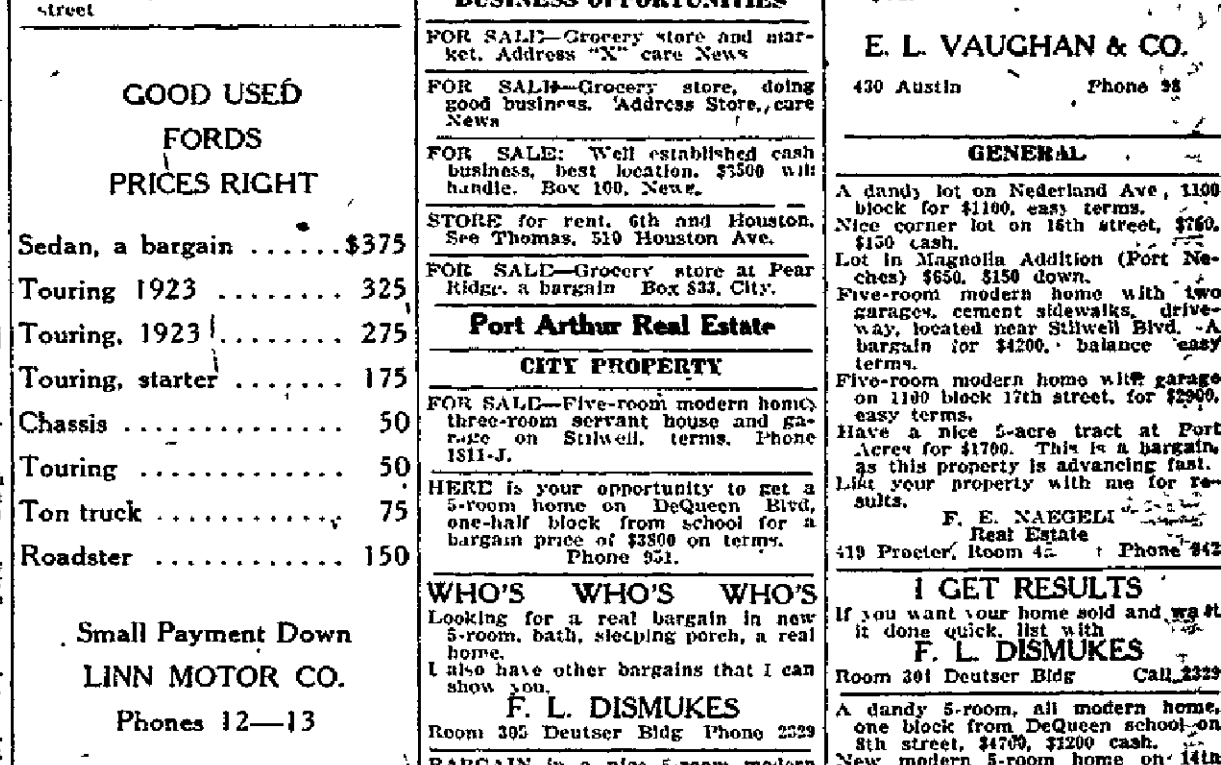 street
GOOD USED
FORDS
PRICES RIGHT
Sedan, a bargain ......$375
Touring 1923 ........ 325
Touring, 1923 ........ 275
Touring, starter ....... 175
Chassis ............. 50
Touring ............. 50
Ton truck ............ 75
Roadster ............ 150
Small Payment Down
LINN MOTOR CO.
Phones 12—13
BUSINESS OPPORTUNITIES
FOR SALE—Grocery store and mar-
ket. Address "X" care News
FOR SALE—Grocery store, doing
good business. Address Store, care
News
FOR SALE: Well established cash
business, best location. $3500 will
handle. Box 100, News.
STORE for rent. 6th and Houston.
See Thomas, 510 Houston Ave.
FOR SALE—Grocery store at Pear
Ridge, a bargain Box 833, City.
Port Arthur Real Estate
CITY PROPERTY
FOR SALE—Five-room modern home,
three-room servant house and ga-
rage on Stilwell, terms. Phone
1811-J.
HERE is your opportunity to get a
5-room home on DeQueen Blvd,
one-half block from school for a
bargain price of $3800 on terms.
Phone 951.
WHO'S WHO'S WHO'S
Looking for a real bargain in new
5-room, bath, sleeping porch, a real
home.
I also have other bargains that I can
show you.
F. L. DISMUKES
Room 305 Deutser Bldg Phone 2329
BARGAIN in a nice 5-room modern
E. L. VAUGHAN & CO.
430 Austin Phone 98
GENERAL
A dandy lot on Nederland Ave, 1100
block for $1100, easy terms.
Nice corner lot on 16th street, $760,
$150 cash.
Lot in Magnolia Addition (Port Ne-
ches) $650, $150 down.
Five-room modern home with two
garages, cement sidewalks, drive-
way, located near Stilwell Blvd. A
bargain for $4200, balance easy
terms.
Five-room modern home with garage
on 1100 block 17th street, for $2900,
easy terms.
Have a nice 5-acre tract at Port
Acres for $1700. This is a bargain,
as this property is advancing fast.
List your property with me for re-
sults.
F. E. NAEGELI
Real Estate
419 Procter, Room Phone 942
I GET RESULTS
If you want your home sold and want
it done quick, list with
F. L. DISMUKES
Room 301 Deutser Bldg Call 2329
A dandy 5-room, all modern home,
one block from DeQueen school on
8th street, $4700, $1200 cash.
New modern 5-room home on 14th